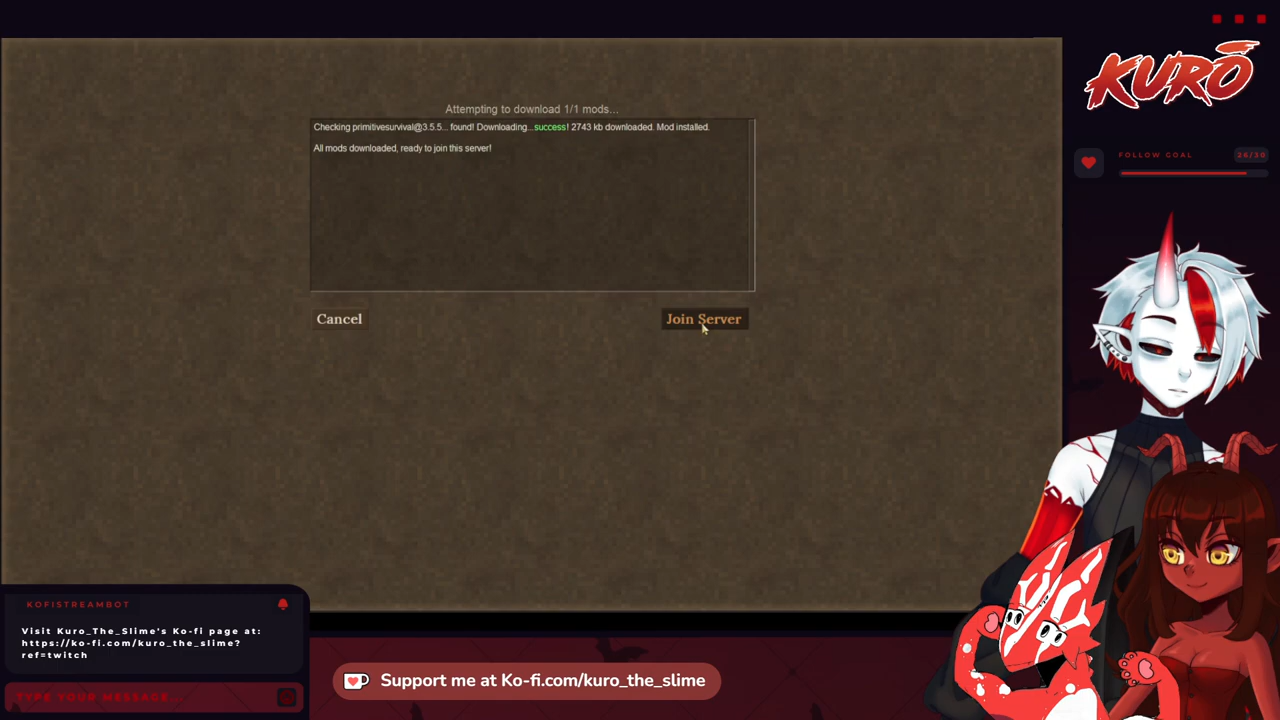 KURO
FOLLOW GOAL
26/30
Attempting to download 1/1 mods...
Checking primitivesurvival@3.5.5... found! Downloading...success! 2743 kb downloaded. Mod installed.
All mods downloaded, ready to join this server!
Cancel
Join Server
KOFISTREAMBOT
Visit Kuro_The_Slime's Ko-fi page at:
https://ko-fi.com/kuro_the_slime?
ref=twitch
TYPE YOUR MESSAGE...
Support me at Ko-fi.com/kuro_the_slime